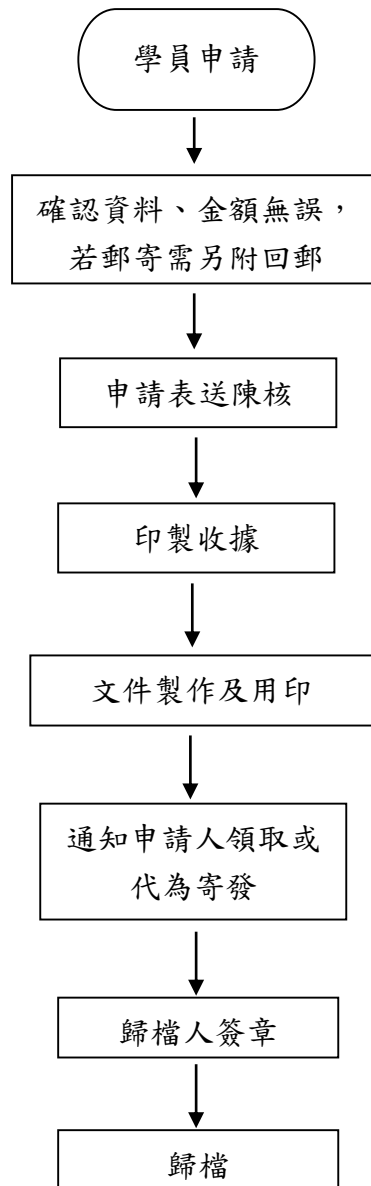 學員申請
確認資料、金額無誤，
若郵寄需另附回郵
申請表送陳核
印製收據
文件製作及用印
通知申請人領取或
代為寄發
歸檔人簽章
歸檔